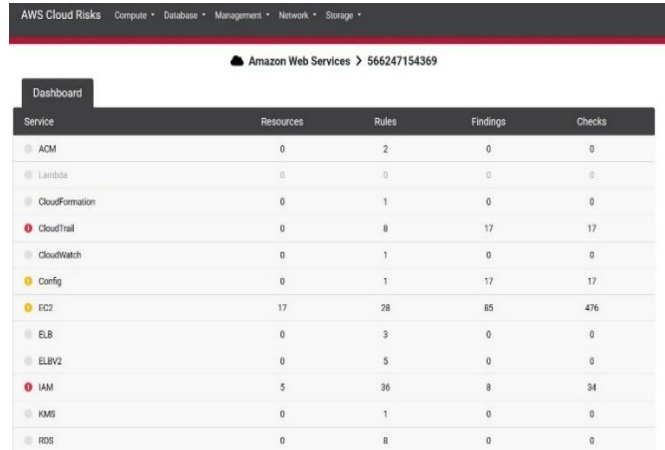 AWS Cloud Risks Compute Database Management Network Storage
Amazon Web Services > 566247154369
Dashboard
Service Resources Rules Findings Checks
ACM 0 2 0 0
Lambda 0 0 0 0
CloudFormation 0 1 0 0
CloudTrail 0 8 17 17
CloudWatch 0 1 0 0
Config 0 1 17 17
EC2 17 28 85 476
ELB 0 3 0 0
ELBV2 0 5 0 0
IAM 5 36 8 34
KMS 0 1 0 0
RDS 0 8 0 0